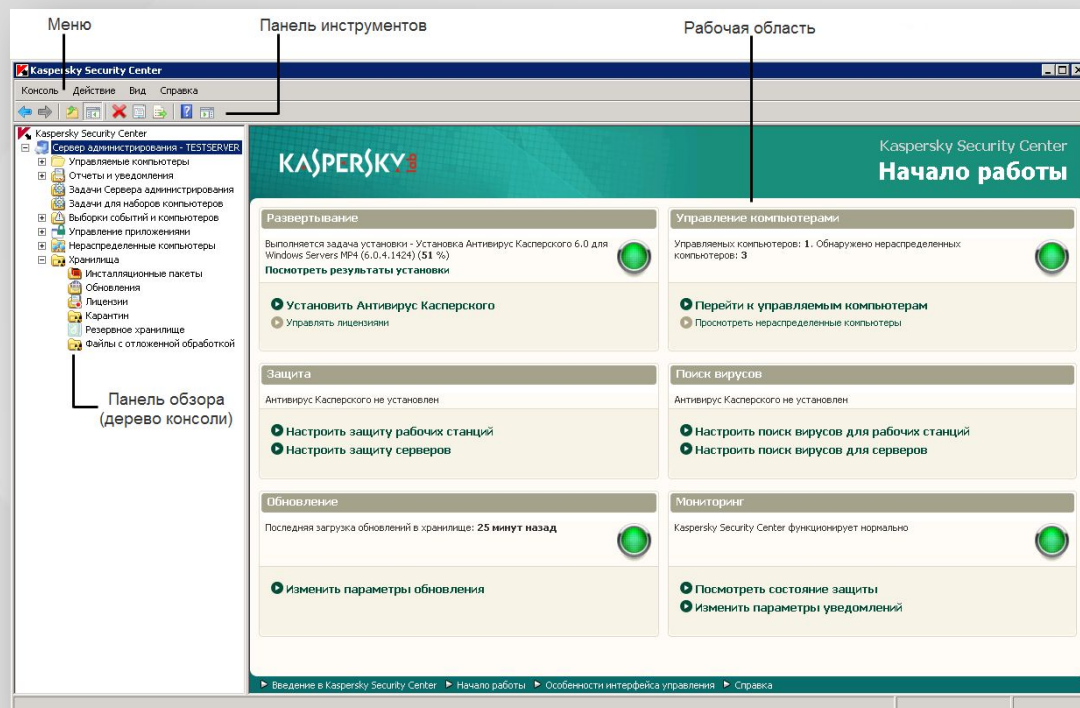 Меню
Панель инструментов
Рабочая область
Kaspersky Security Center
Консоль Действие Вид Справка
Kaspersky Security Center
Сервер администрирования - TESTSERVER
Управляемые компьютеры
Отчеты и уведомления
Задачи Сервера администрирования
Задачи для наборов компьютеров
Выборки событий и компьютеров
Управление приложениями
Нераспределенные компьютеры
Хранилища
Инсталляционные пакеты
Обновления
Лицензии
Карантин
Резервное хранилище
Файлы с отложенной обработкой
Панель обзора
(дерево консоли)
KASPERSKY lab
Kaspersky Security Center
Начало работы
Развертывание
Выполняется задача установки - Установка Антивирус Касперского 6.0 для
Windows Servers MP4 (6.0.4.1424) (51 %)
Посмотреть результаты установки
Установить Антивирус Касперского
Управлять лицензиями
Управление компьютерами
Управляемых компьютеров: 1. Обнаружено нераспределенных
компьютеров: 3
Перейти к управляемым компьютерам
Просмотреть нераспределенные компьютеры
Защита
Антивирус Касперского не установлен
Настроить защиту рабочих станций
Настроить защиту серверов
Поиск вирусов
Антивирус Касперского не установлен
Настроить поиск вирусов для рабочих станций
Настроить поиск вирусов для серверов
Обновление
Последняя загрузка обновлений в хранилище: 25 минут назад
Изменить параметры обновления
Мониторинг
Kaspersky Security Center функционирует нормально
Посмотреть состояние защиты
Изменить параметры уведомлений
Введение в Kaspersky Security Center Начало работы Особенности интерфейса управления Справка